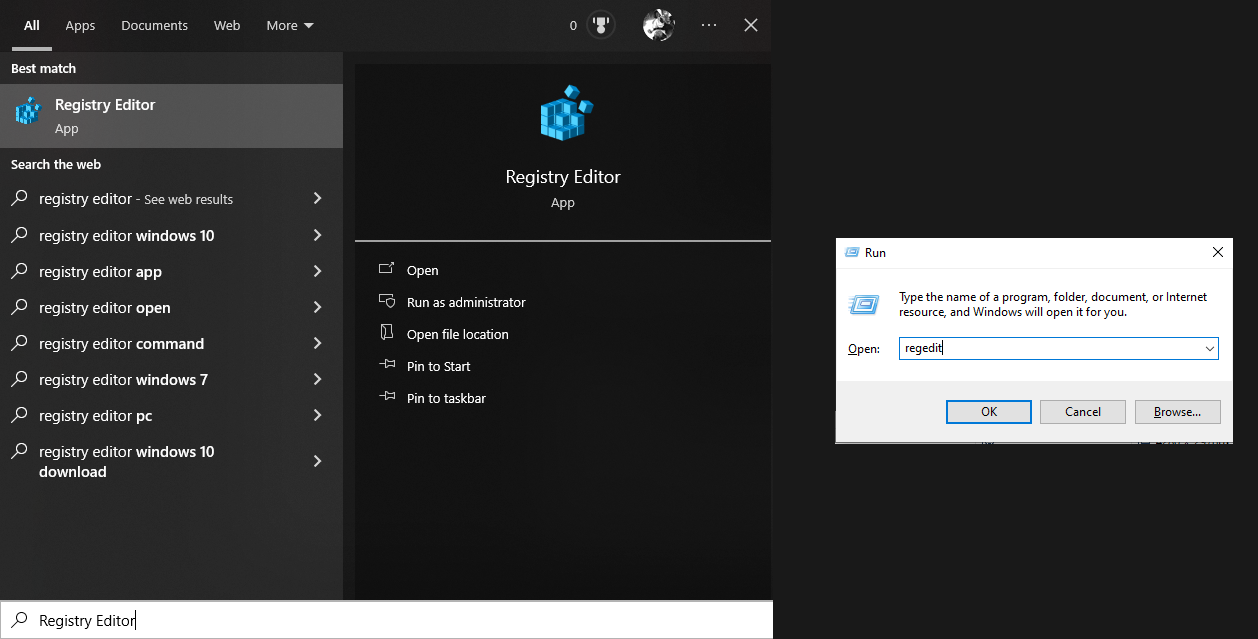 All Apps Documents Web More 0 ...
Best match
Registry Editor
App
Search the web
registry editor - See web results
registry editor windows 10
registry editor app
registry editor open
registry editor command
registry editor windows 7
registry editor pc
registry editor windows 10
download
Registry Editor
Registry Editor
App
Open
Run as administrator
Open file location
Pin to Start
Pin to taskbar
Run
Type the name of a program, folder, document, or Internet
resource, and Windows will open it for you.
Open: regedit
OK Cancel Browse...